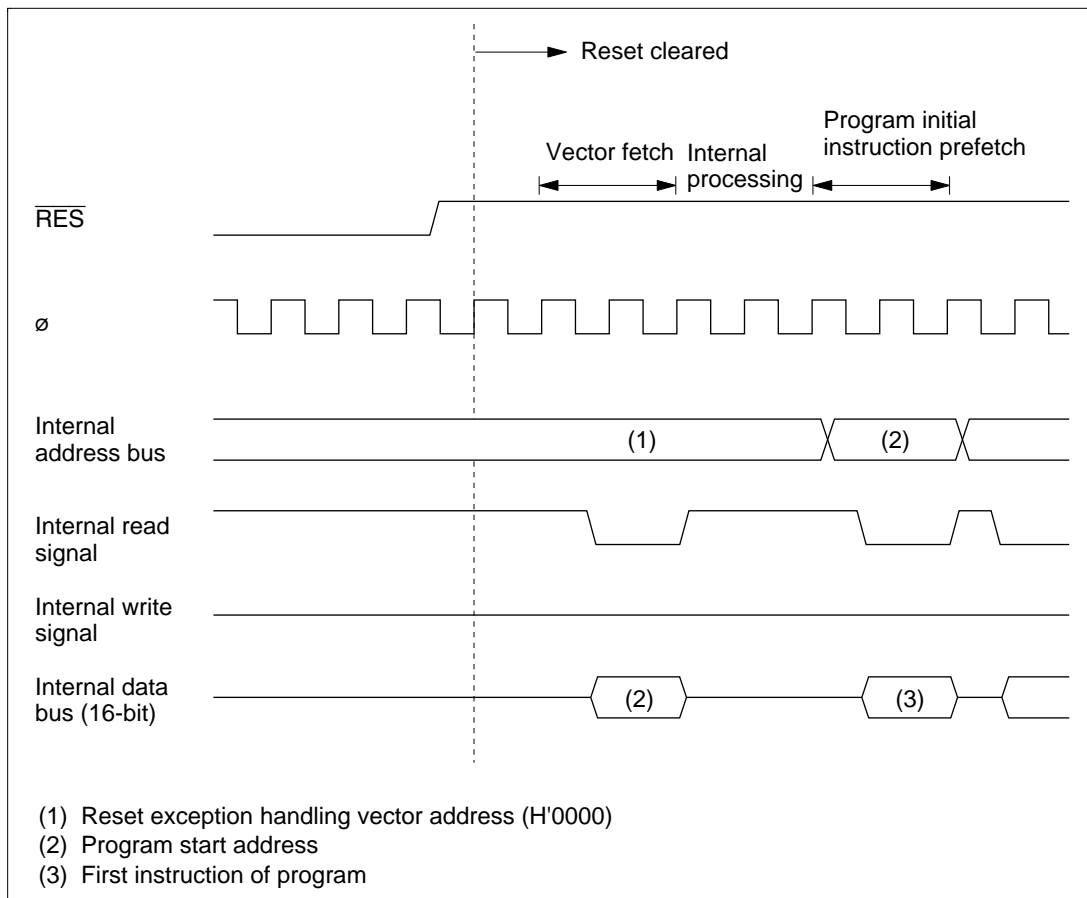 Reset cleared
Program initial
Vector fetch Internal instruction prefetch
processing
RES
ø
Internal
address bus
(1)
(2)
Internal read
signal
Internal write
signal
Internal data
bus (16-bit)
(2)
(3)
(1) Reset exception handling vector address (H'0000)
(2) Program start address
(3) First instruction of program